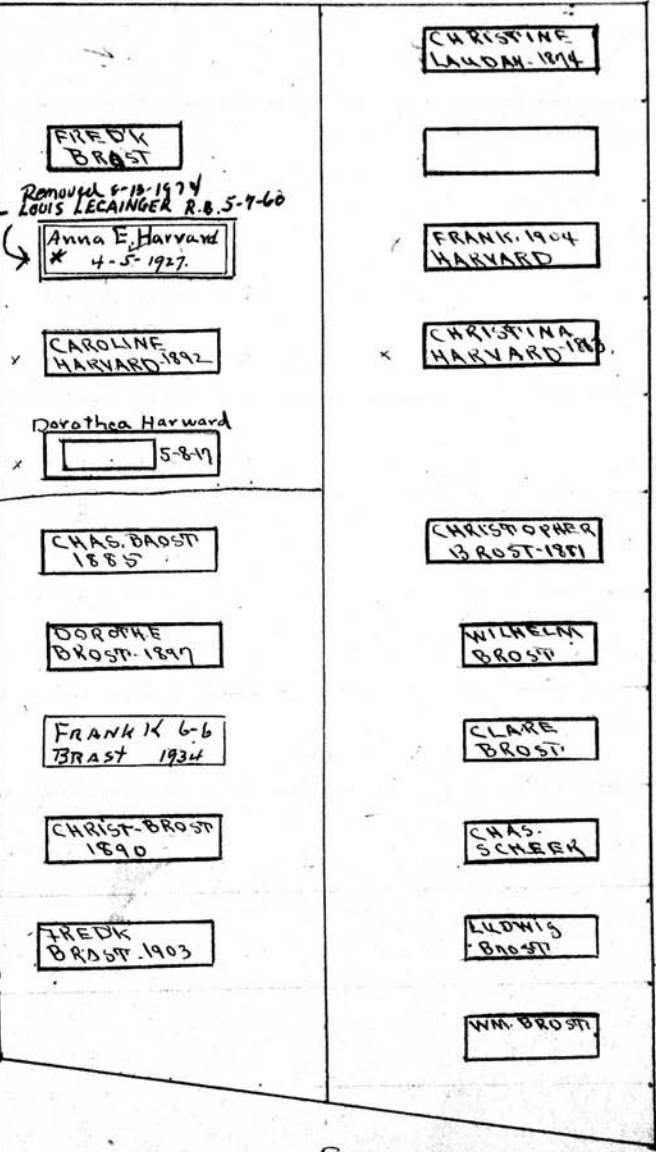 FRED'K
BRAST
Removed 5-13-1974
LOUIS LECAINGER R.B. 5-7-60
Anna E. Harvard
* 4-5-1927.
x CAROLINE
HARVARD-1892
Dorothea Harward
x 5-8-17
CHAS. BROST
1885
DOROTHE
BROST-1897
FRANK K 6-6
BRAST 1934
CHRIST-BROST
1890
FREDK
BRAST-1903
CHRISTINE
LAUDAH-1874
FRANK. 1904
HARVARD
x CHRISTINA
HARVARD-1883.
CHRISTOPHER
BROST-1881
WILHELM
BROST
CLARE
BROST
CHAS.
SCHEER
LUDWIG
BROST
WM. BROST